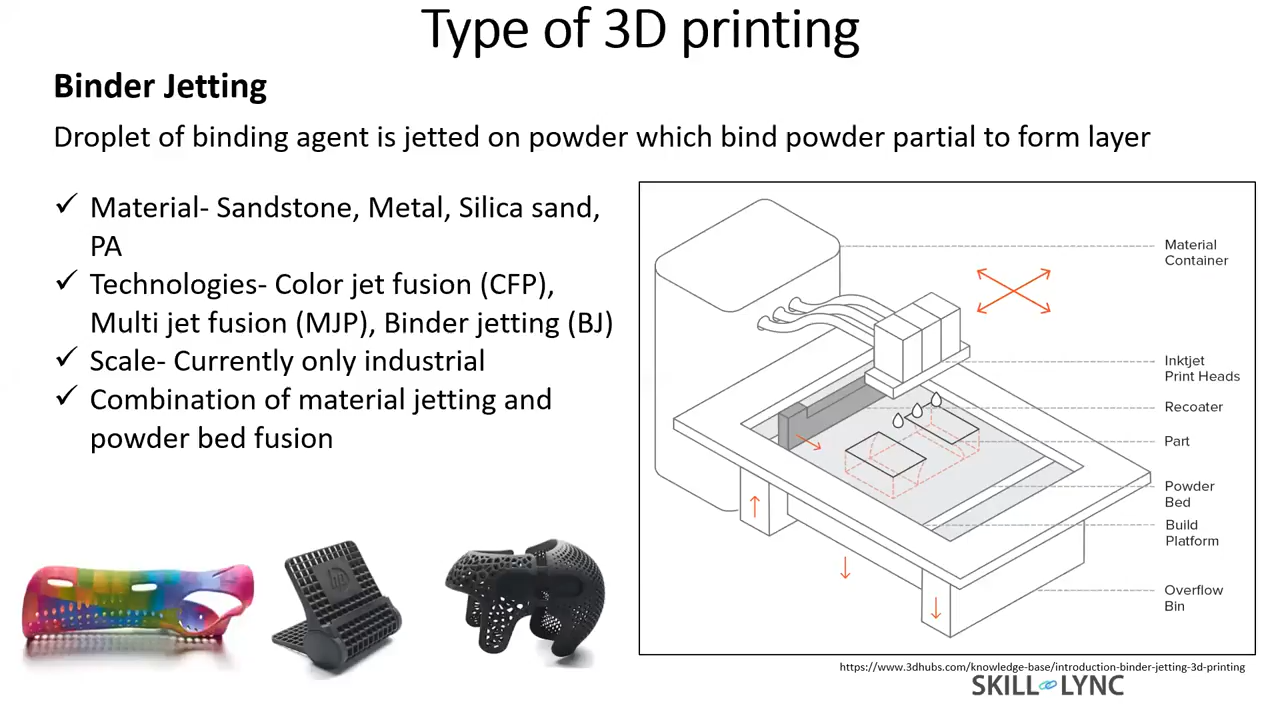 Type of 3D printing
Binder Jetting
Droplet of binding agent is jetted on powder which bind powder partial to form layer
✓ Material- Sandstone, Metal, Silica sand,
PA
✓ Technologies- Color jet fusion (CFP),
Multi jet fusion (MJP), Binder jetting (BJ)
✓ Scale- Currently only industrial
✓ Combination of material jetting and
powder bed fusion
Material
Container
Inktjet
Print Heads
Recoater
Part
Powder
Bed
Build
Platform
Overflow
Bin
hp
https://www.3dhubs.com/knowledge-base/introduction-binder-jetting-3d-printing
SKILL LYNC